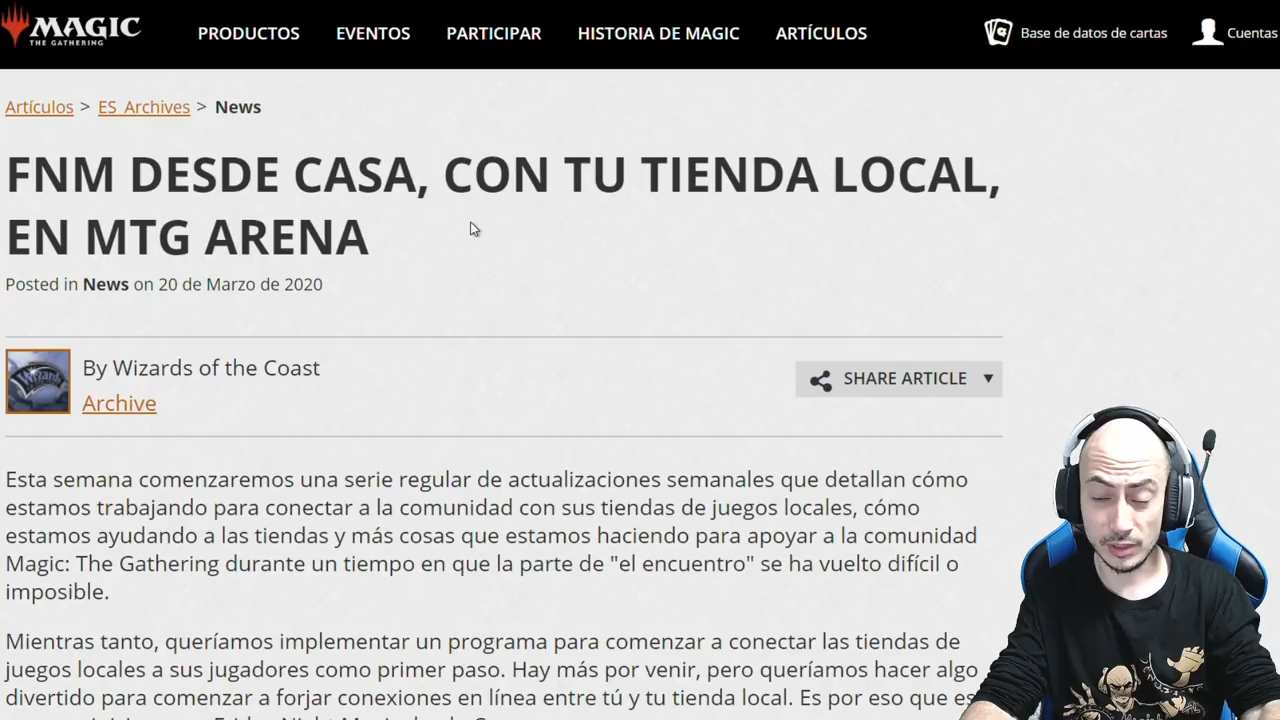 MAGIC
THE GATHERING
PRODUCTOS EVENTOS PARTICIPAR HISTORIA DE MAGIC ARTÍCULOS Base de datos de cartas Cuentas
Artículos > ES_Archives > News
FNM DESDE CASA, CON TU TIENDA LOCAL,
EN MTG ARENA
Posted in News on 20 de Marzo de 2020
Wizards
By Wizards of the Coast
Archive
SHARE ARTICLE
Esta semana comenzaremos una serie regular de actualizaciones semanales que detallan cómo
estamos trabajando para conectar a la comunidad con sus tiendas de juegos locales, cómo
estamos ayudando a las tiendas y más cosas que estamos haciendo para apoyar a la comunidad
Magic: The Gathering durante un tiempo en que la parte de "el encuentro" se ha vuelto difícil o
imposible.
Mientras tanto, queríamos implementar un programa para comenzar a conectar las tiendas de
juegos locales a sus jugadores como primer paso. Hay más por venir, pero queríamos hacer algo
divertido para comenzar a forjar conexiones en línea entre tú y tu tienda local. Es por eso que